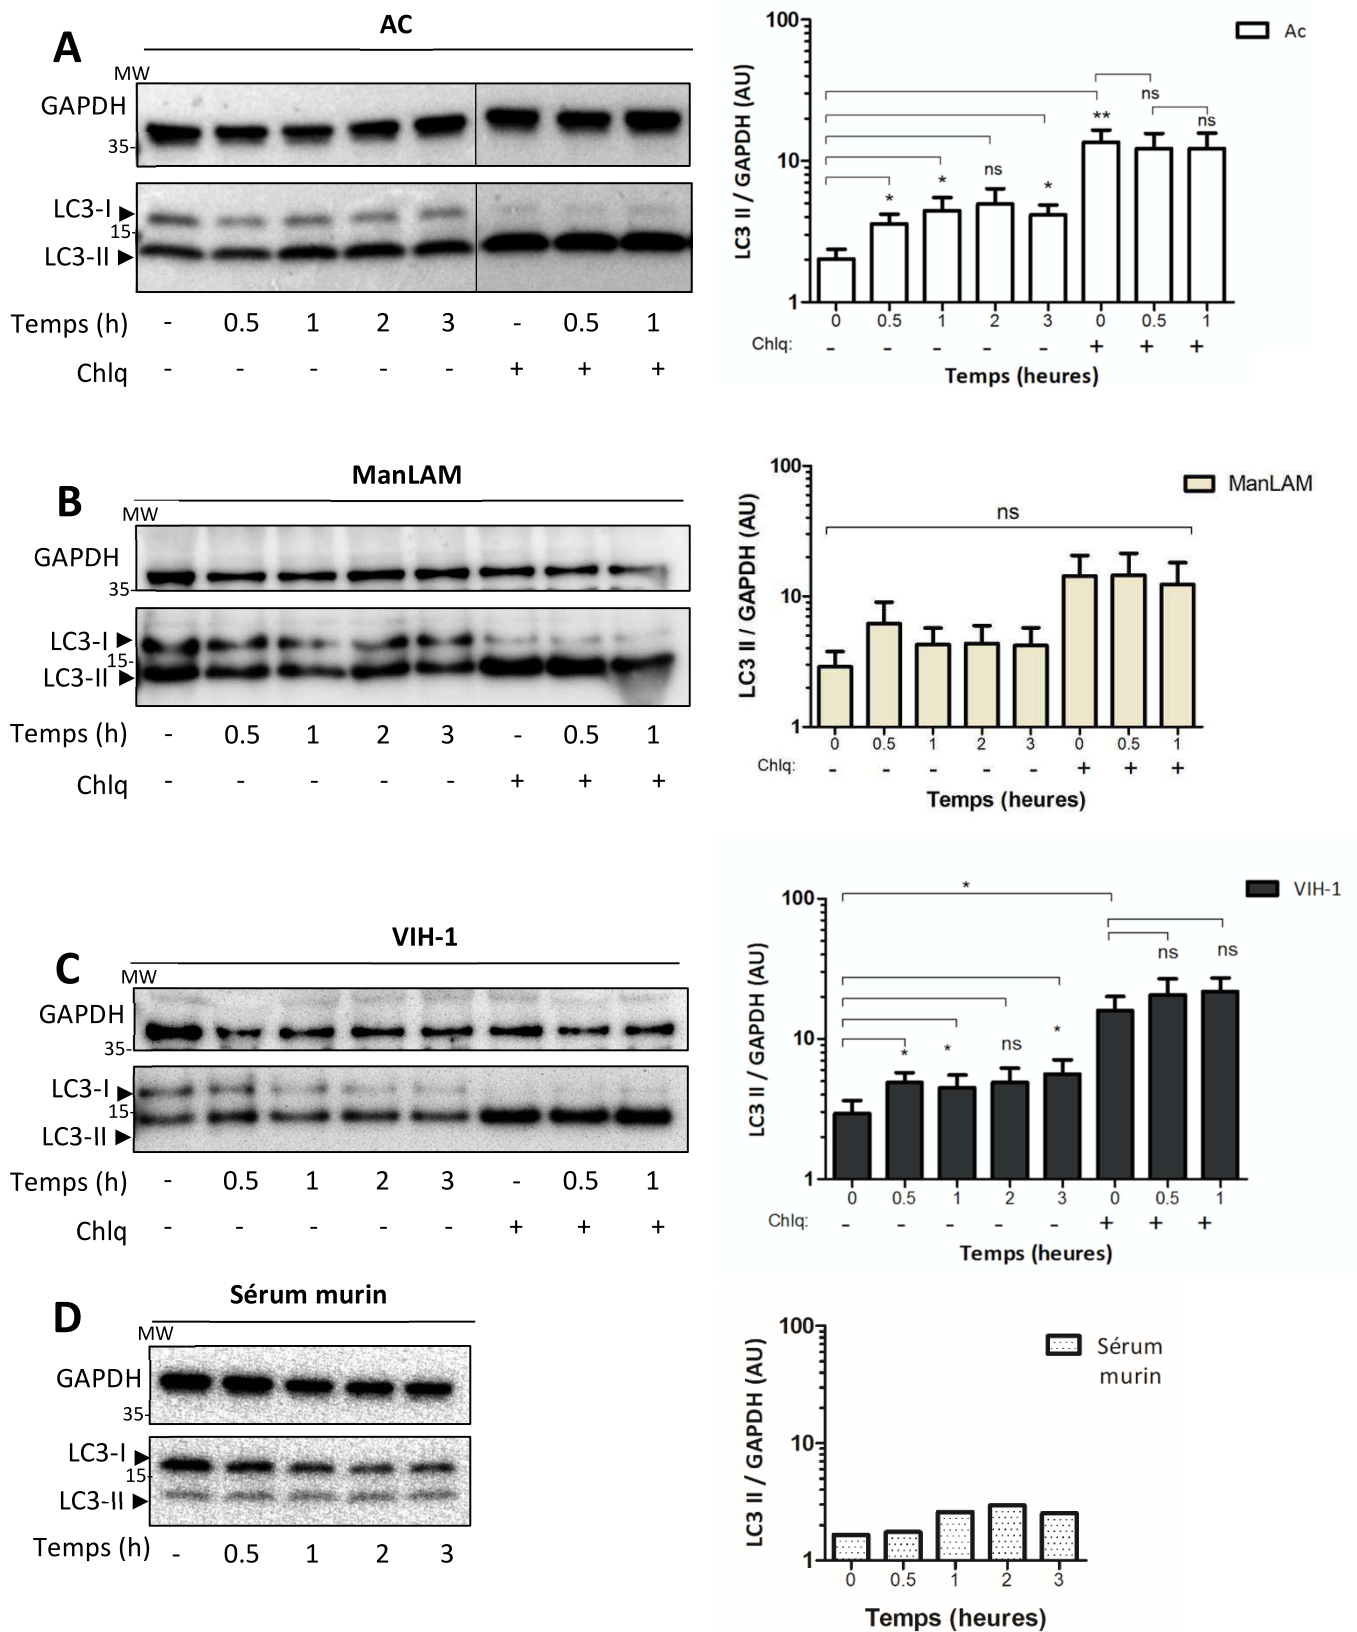 A
AC
MW
GAPDH
35-
LC3-I
15
LC3-II
Temps (h) - 0.5 1 2 3 - 0.5 1
Chlq - - - - - + + +
100
10
1
LC3 II / GAPDH (AU)
Ac
* * ns * ** ns ns
0 0.5 1 2 3 0 0.5 1
Chlq: - - - - - + + +
Temps (heures)
B
ManLAM
MW
GAPDH
35
LC3-I
15-
LC3-II
Temps (h) - 0.5 1 2 3 - 0.5 1
Chlq - - - - - + + +
100
10
1
LC3 II / GAPDH (AU)
ManLAM
ns
0 0.5 1 2 3 0 0.5 1
Chlq: - - - - - + + +
Temps (heures)
C
VIH-1
MW
GAPDH
35-
LC3-I
15-
LC3-II
Temps (h) - 0.5 1 2 3 - 0.5 1
Chlq - - - - - + + +
100
10
1
LC3 II / GAPDH (AU)
VIH-1
*
* * ns * ns ns
0 0.5 1 2 3 0 0.5 1
Chlq: - - - - - + + +
Temps (heures)
D
Sérum murin
MW
GAPDH
35-
LC3-I
15-
LC3-II
Temps (h) - 0.5 1 2 3
100
10
1
LC3 II / GAPDH (AU)
Sérum
murin
0 0.5 1 2 3
Temps (heures)